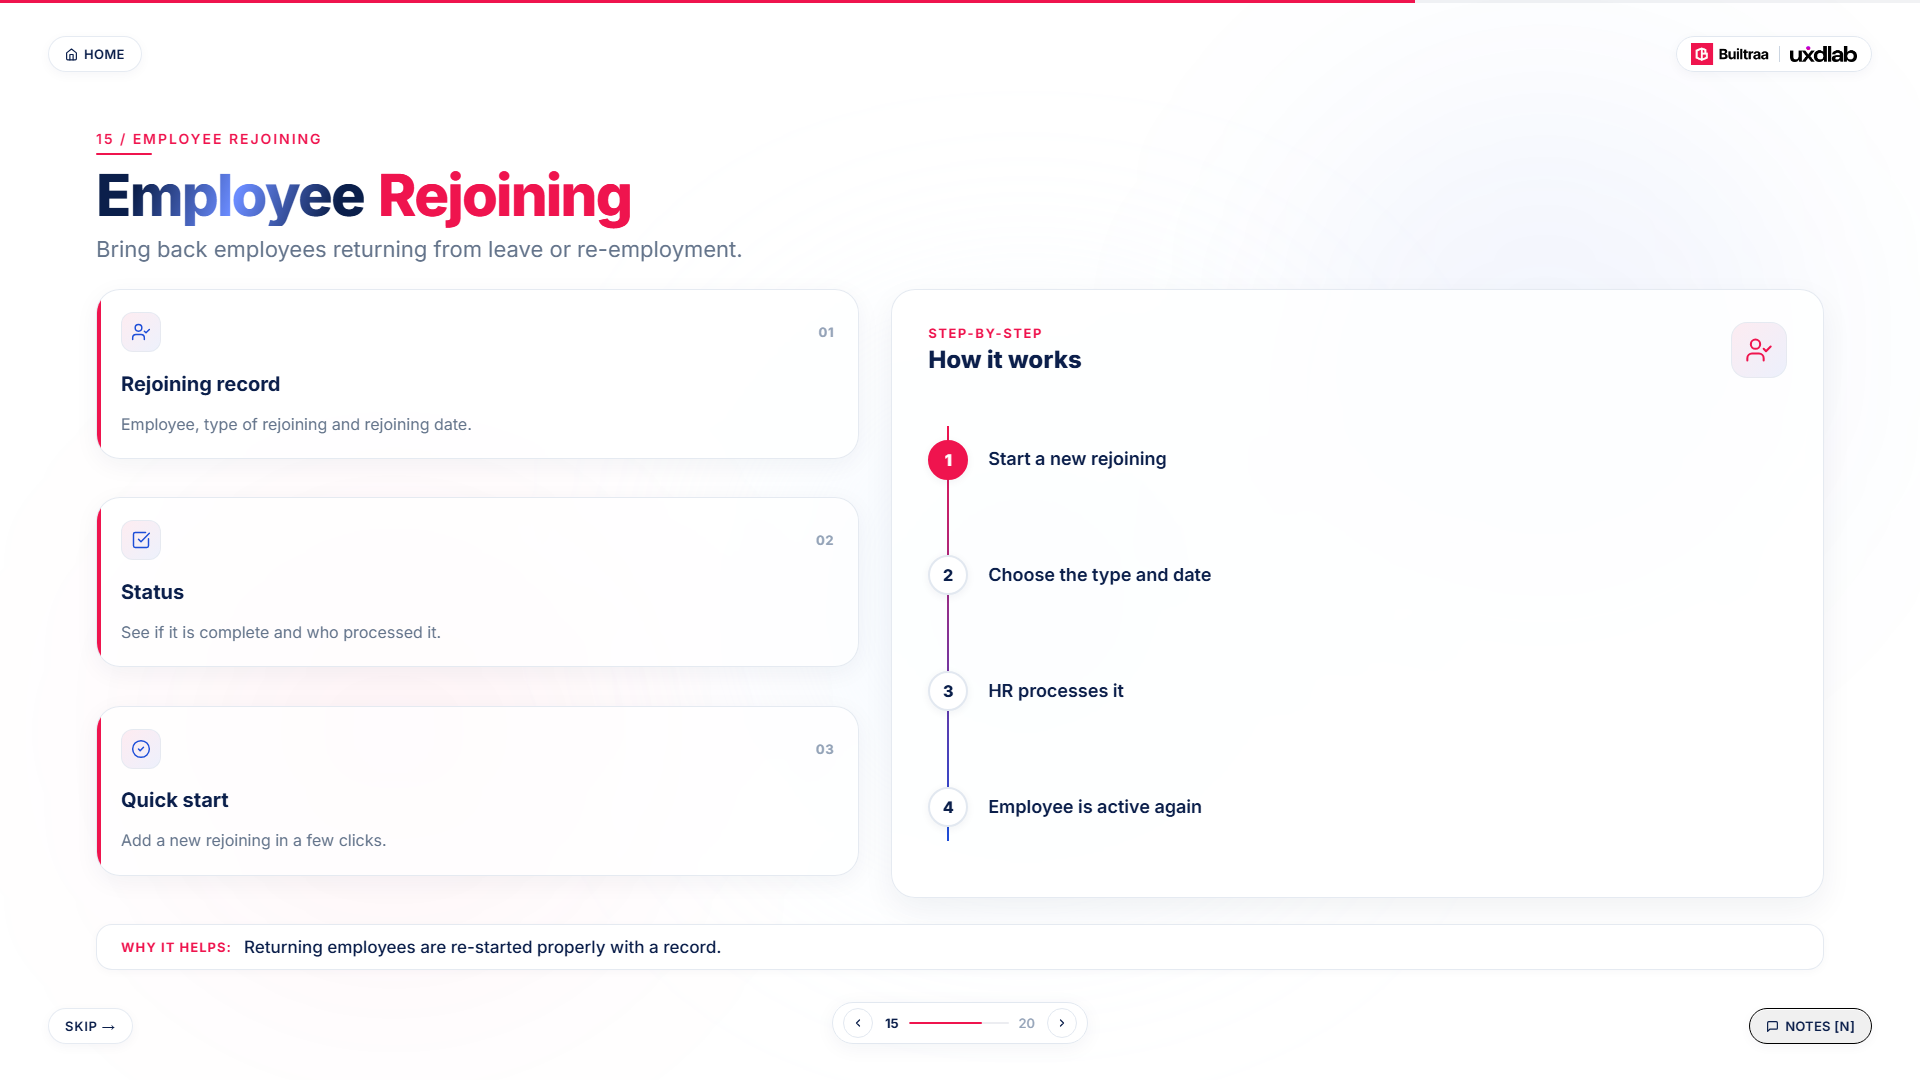 HOME
Builtraa | uxdlab
15 / EMPLOYEE REJOINING
Employee Rejoining
Bring back employees returning from leave or re-employment.
01
Rejoining record
Employee, type of rejoining and rejoining date.
02
Status
See if it is complete and who processed it.
03
Quick start
Add a new rejoining in a few clicks.
STEP-BY-STEP
How it works
1 Start a new rejoining
2 Choose the type and date
3 HR processes it
4 Employee is active again
WHY IT HELPS: Returning employees are re-started properly with a record.
SKIP →
15 20
NOTES [N]